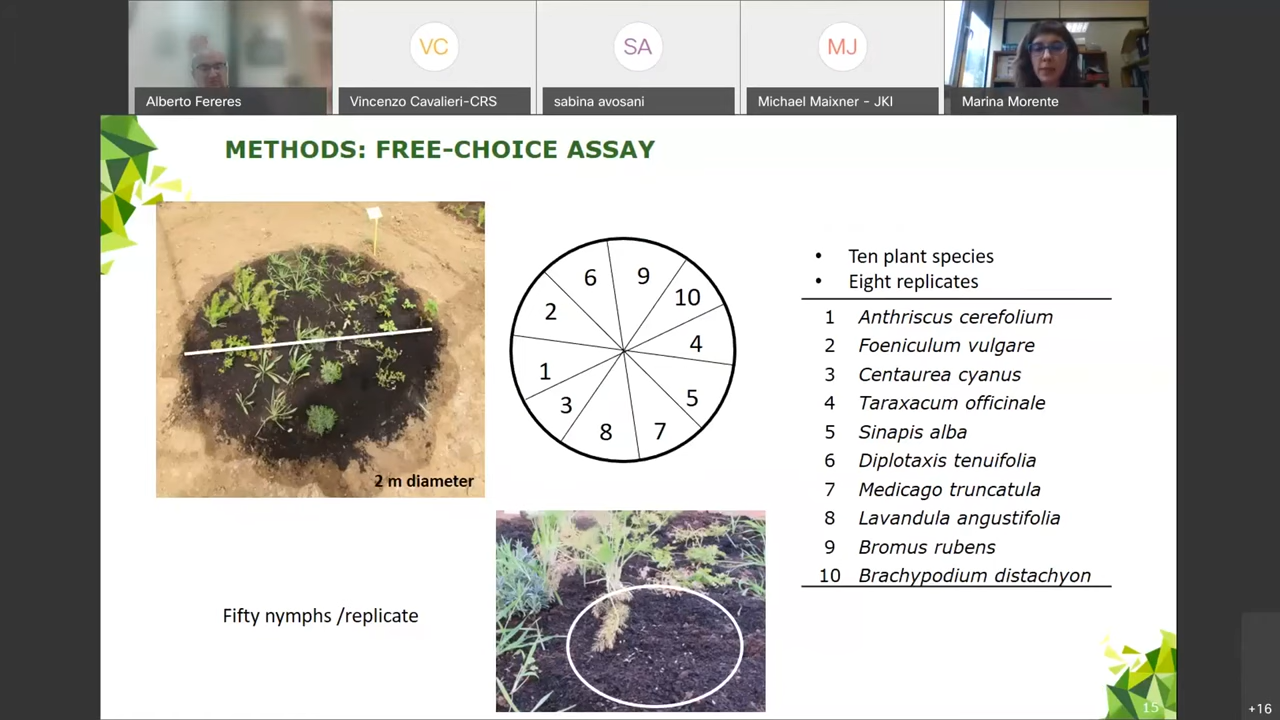 VC
SA
MJ
Alberto Fereres
Vincenzo Cavalieri-CRS
sabina avosani
Michael Maixner - JKI
Marina Morente
METHODS: FREE-CHOICE ASSAY
2 m diameter
6
9
2
10
4
1
5
3
8
7
• Ten plant species
• Eight replicates
1 Anthriscus cerefolium
2 Foeniculum vulgare
3 Centaurea cyanus
4 Taraxacum officinale
5 Sinapis alba
6 Diplotaxis tenuifolia
7 Medicago truncatula
8 Lavandula angustifolia
9 Bromus rubens
10 Brachypodium distachyon
Fifty nymphs /replicate
15
+16